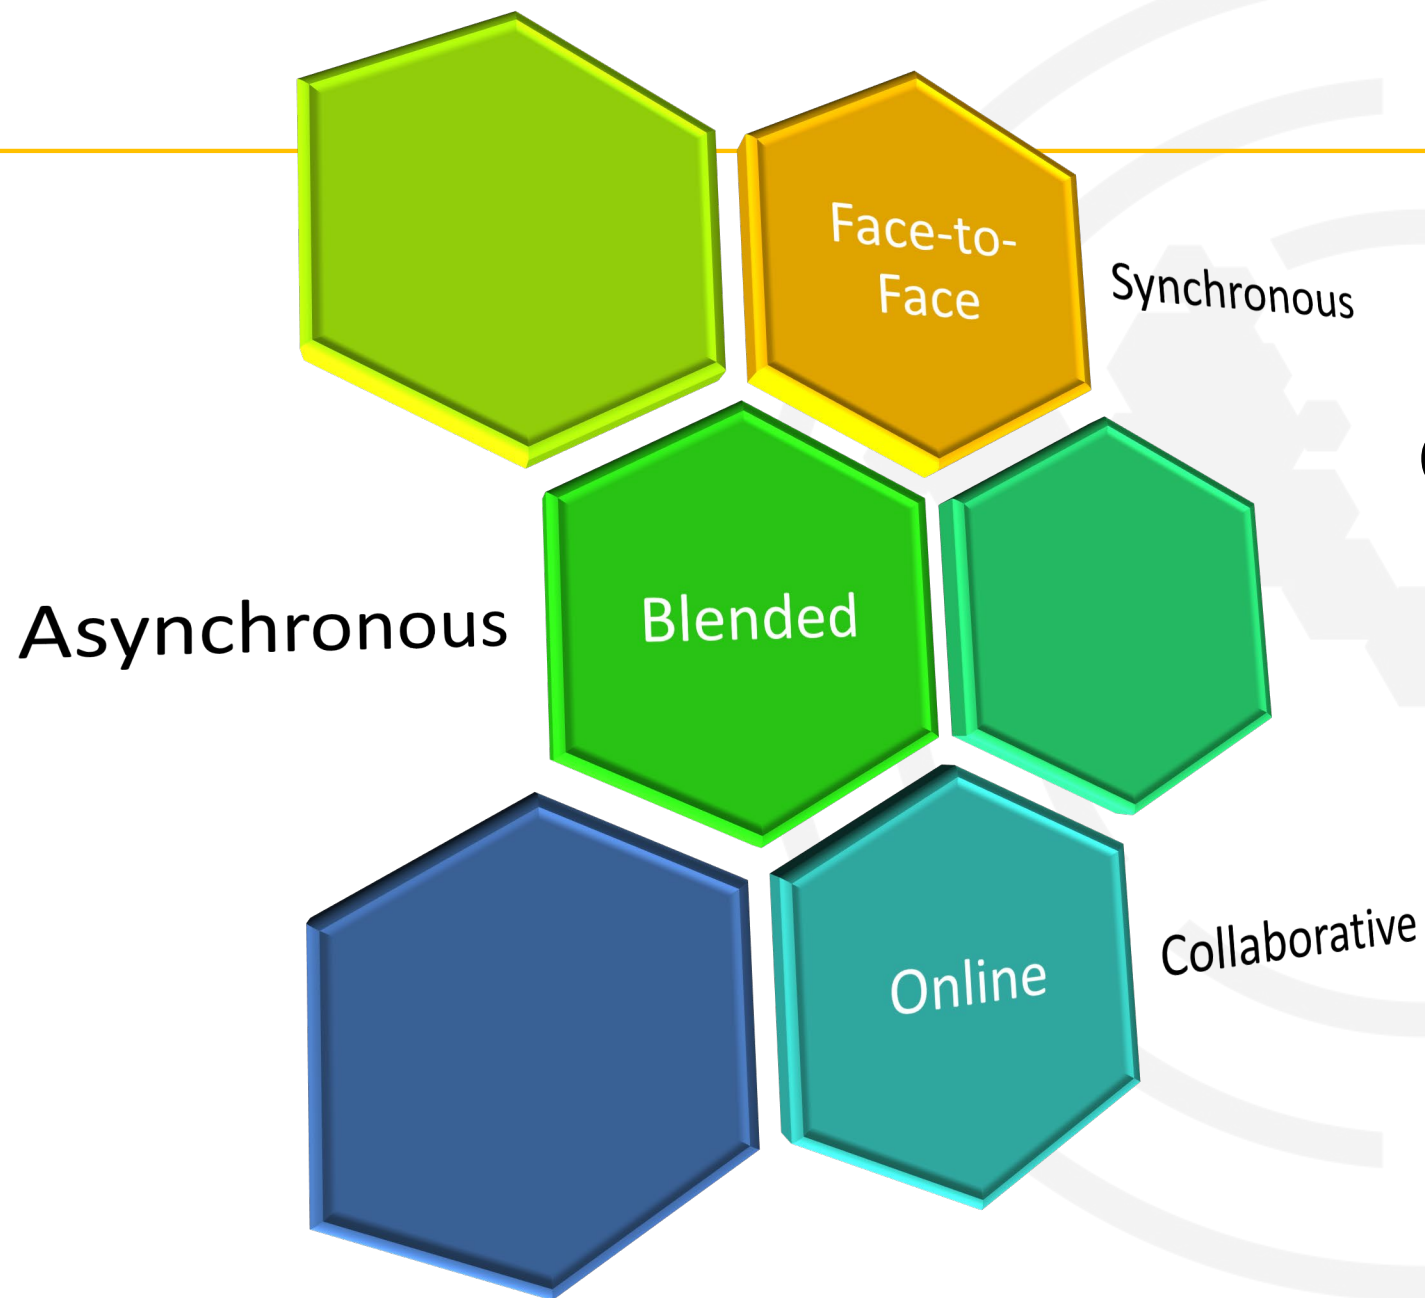 Face-to-
Face
Synchronous
Asynchronous
Blended
Online
Collaborative